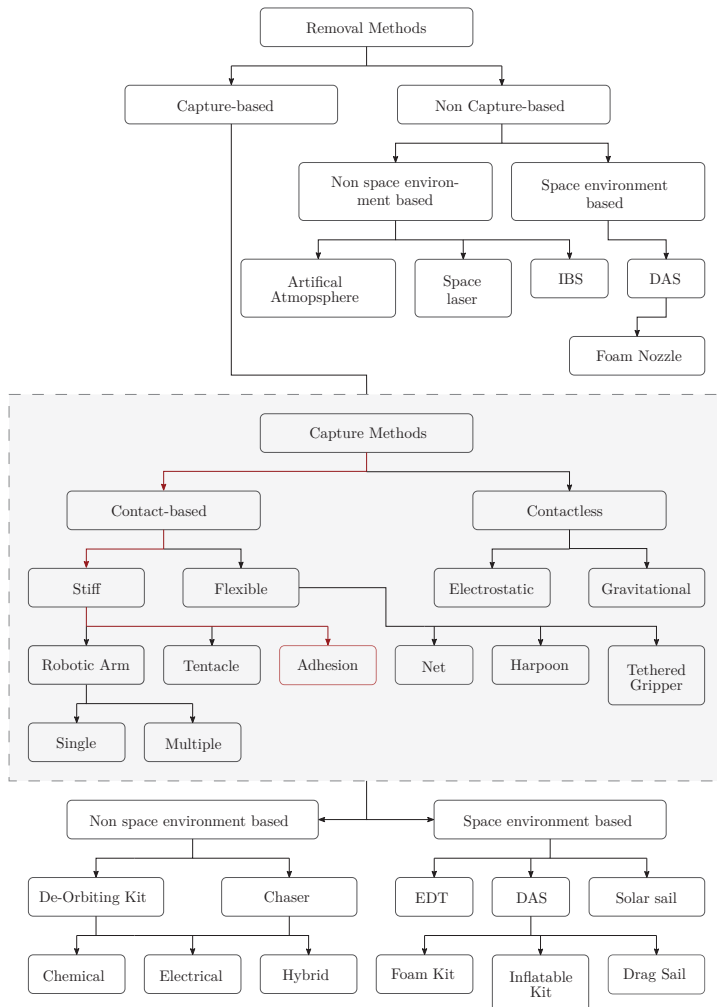 Removal Methods
Capture-based
Non Capture-based
Non space environ-
ment based
Space environment
based
Artifical
Atmopsphere
Space
laser
IBS
DAS
Foam Nozzle
Capture Methods
Contact-based
Contactless
Stiff
Flexible
Electrostatic
Gravitational
Robotic Arm
Tentacle
Adhesion
Net
Harpoon
Tethered
Gripper
Single
Multiple
Non space environment based
Space environment based
De-Orbiting Kit
Chaser
EDT
DAS
Solar sail
Chemical
Electrical
Hybrid
Foam Kit
Inflatable
Kit
Drag Sail